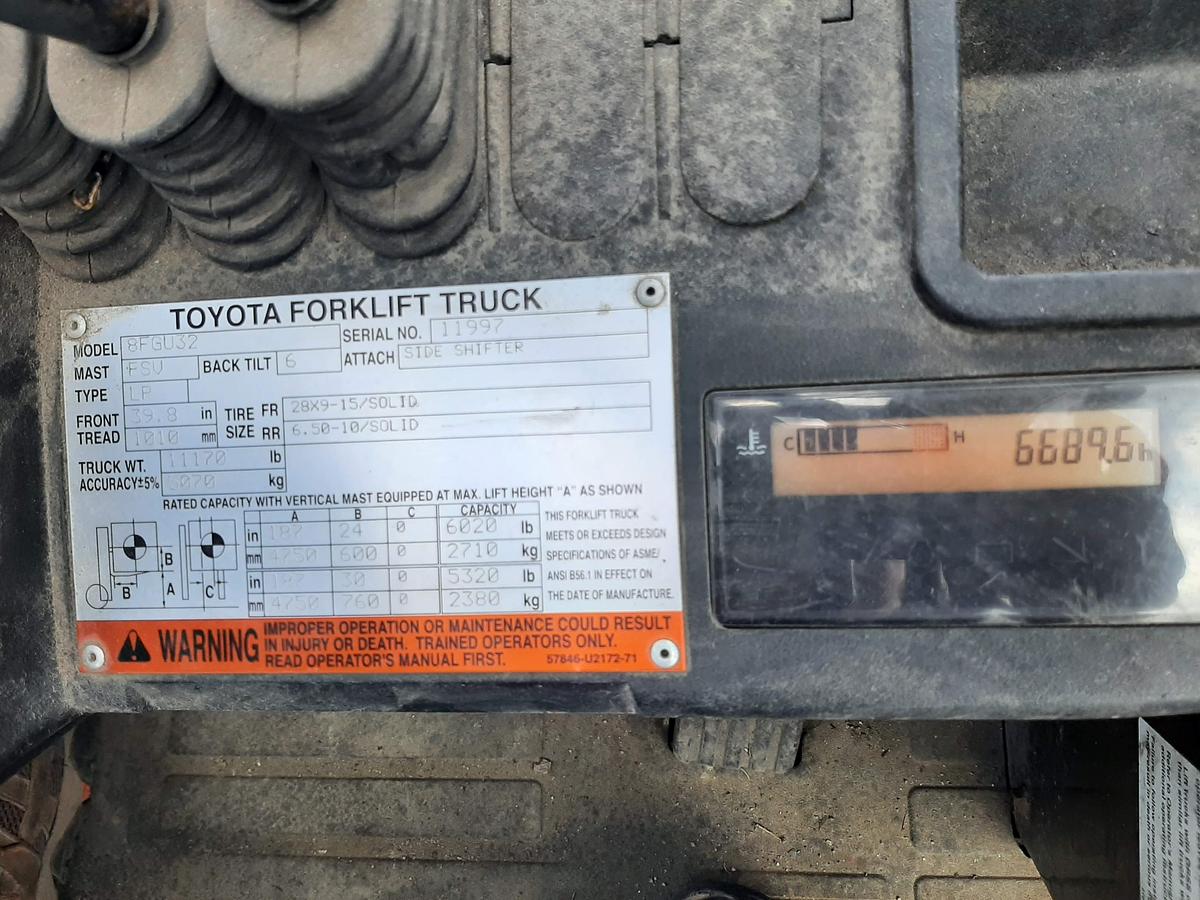 TOYOTA FORKLIFT TRUCK
MODEL 8FGU32 SERIAL NO. 11997
MAST FSV BACK TILT 6 ATTACH SIDE SHIFTER
TYPE LP
FRONT TREAD 39.8 in TIRE SIZE FR 28X9-15/SOLID
1010 mm RR 6.50-10/SOLID
TRUCK WT. 11170 lb
ACCURACY±5% 5070 kg
RATED CAPACITY WITH VERTICAL MAST EQUIPPED AT MAX. LIFT HEIGHT "A" AS SHOWN
A B C CAPACITY
in 187 24 0 6020 lb
mm 4750 600 0 2710 kg
in 187 30 0 5320 lb
mm 4750 760 0 2380 kg
B A B C
THIS FORKLIFT TRUCK
MEETS OR EXCEEDS DESIGN
SPECIFICATIONS OF ASME/
ANSI B56.1 IN EFFECT ON
THE DATE OF MANUFACTURE.
WARNING
IMPROPER OPERATION OR MAINTENANCE COULD RESULT
IN INJURY OR DEATH. TRAINED OPERATORS ONLY.
READ OPERATOR'S MANUAL FIRST. 57846-U2172-71
C H 6689.6h